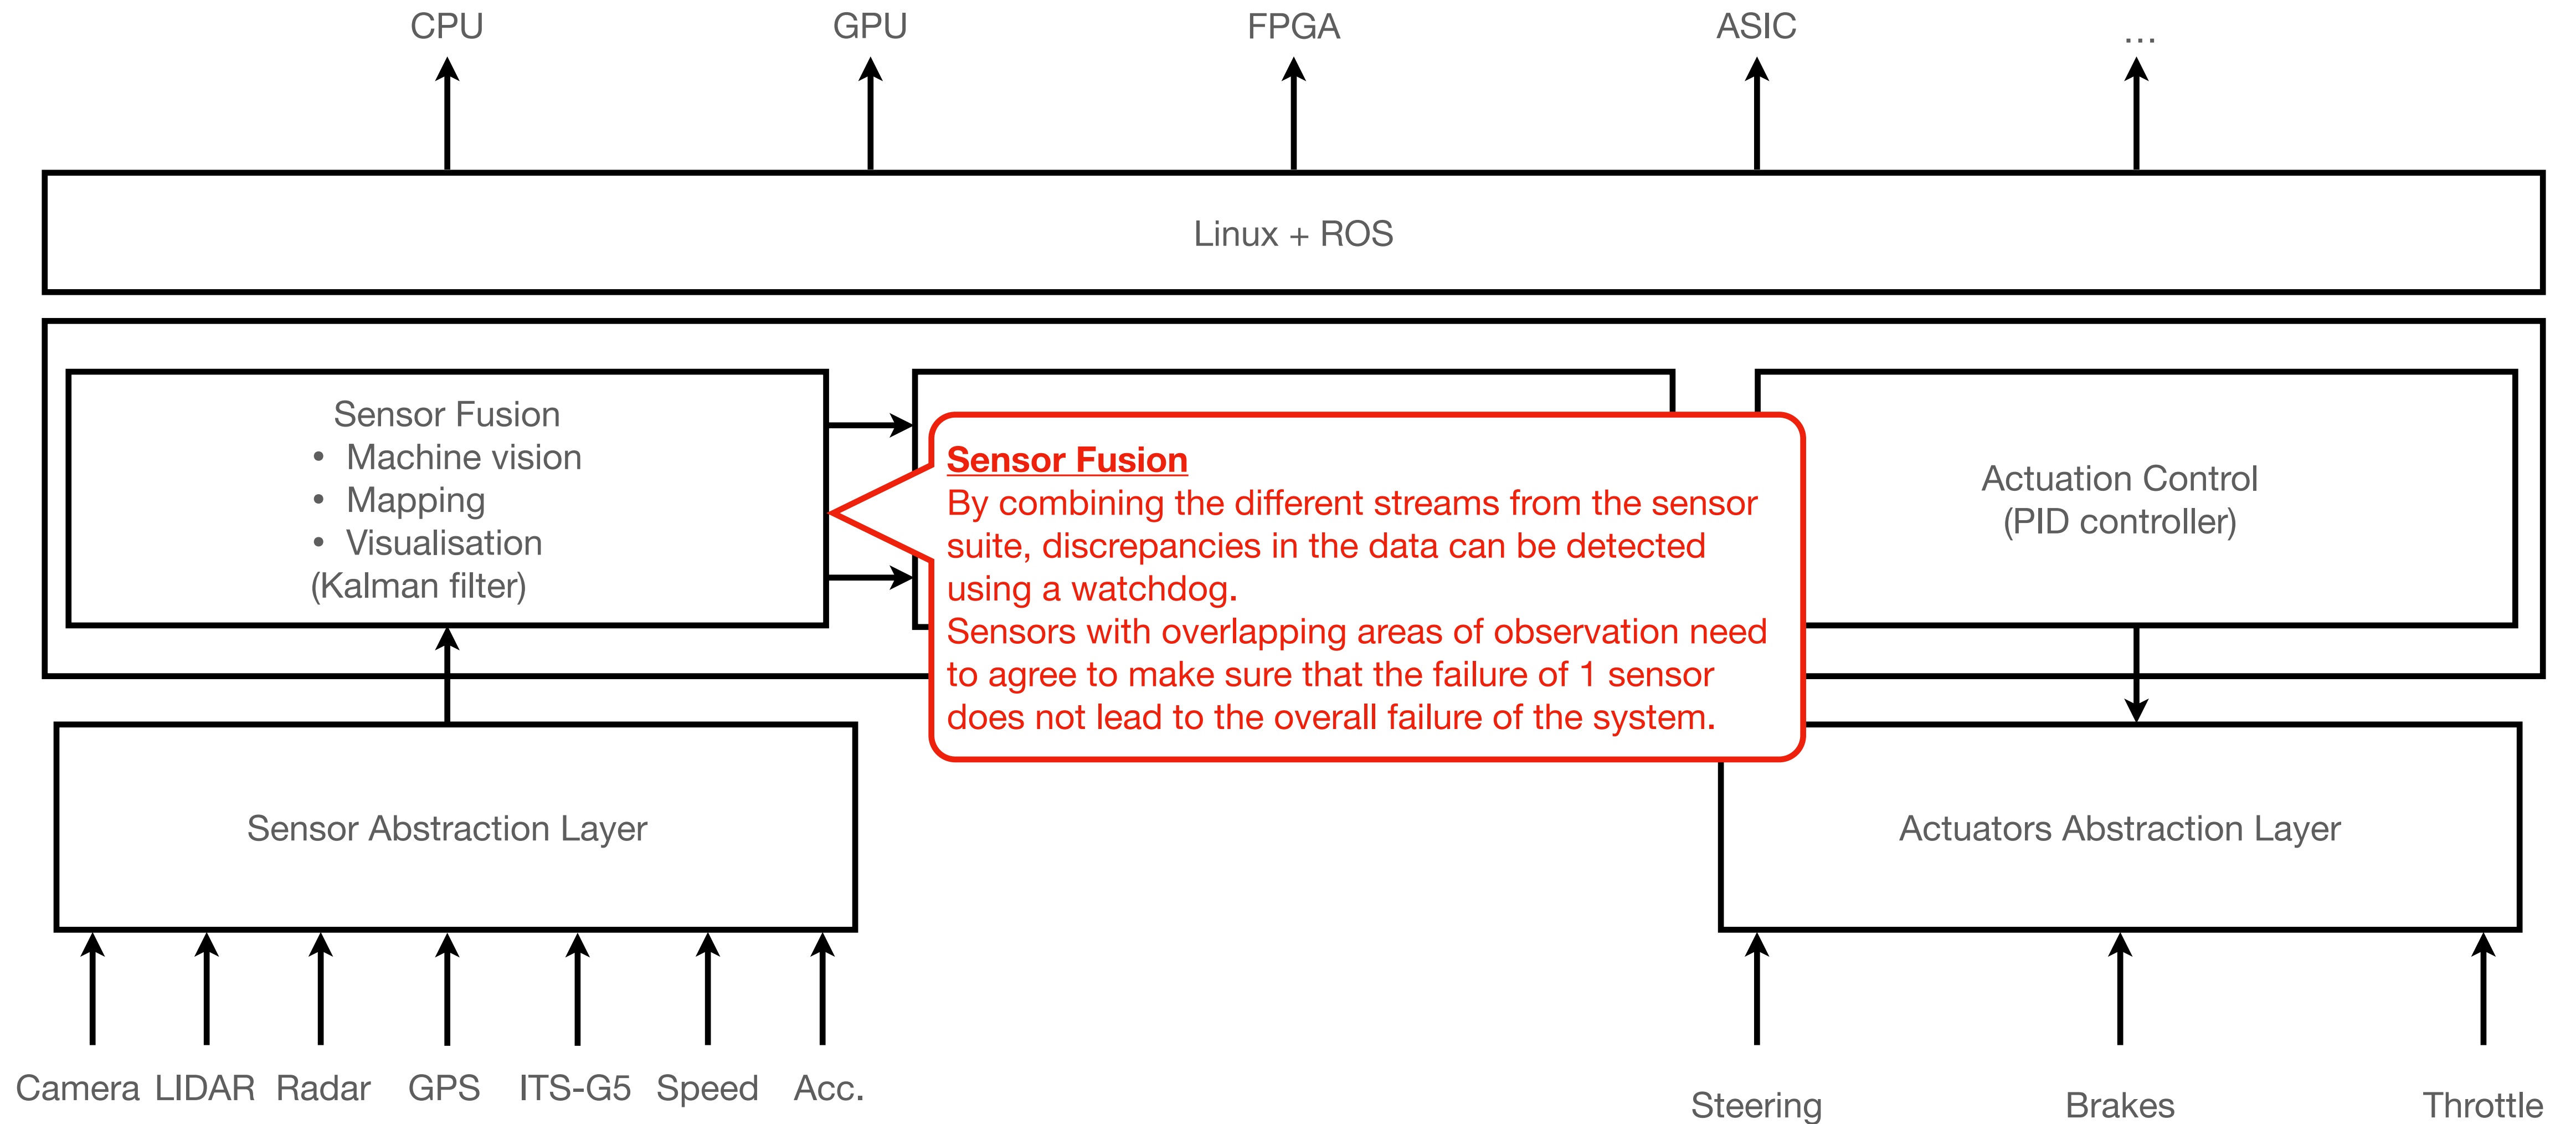 CPU GPU FPGA ASIC ...
Linux + ROS
Sensor Fusion
• Machine vision
• Mapping
• Visualisation
(Kalman filter)
Sensor Fusion
By combining the different streams from the sensor
suite, discrepancies in the data can be detected
using a watchdog.
Sensors with overlapping areas of observation need
to agree to make sure that the failure of 1 sensor
does not lead to the overall failure of the system.
Actuation Control
(PID controller)
Sensor Abstraction Layer
Actuators Abstraction Layer
Camera LIDAR Radar GPS ITS-G5 Speed Acc.
Steering Brakes Throttle